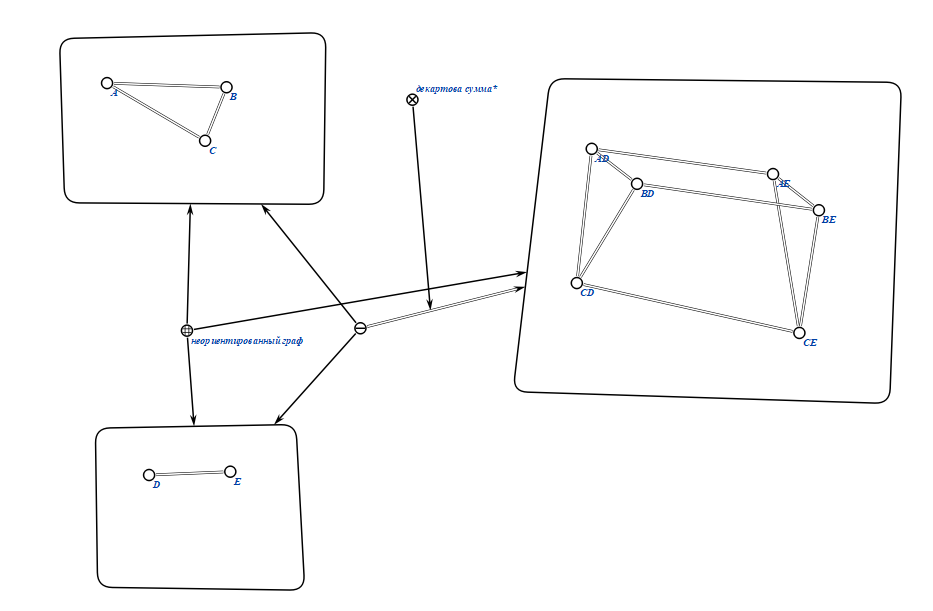 A
B
C
декартова сумма*
AD
AE
BD
BE
CD
CE
неориентированный граф
D
E